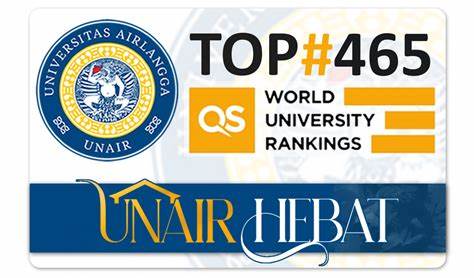 UNIVERSITAS AIRLANGGA
UNAIR
TOP#465
QS
WORLD
UNIVERSITY
RANKINGS
UNAIR HEBAT